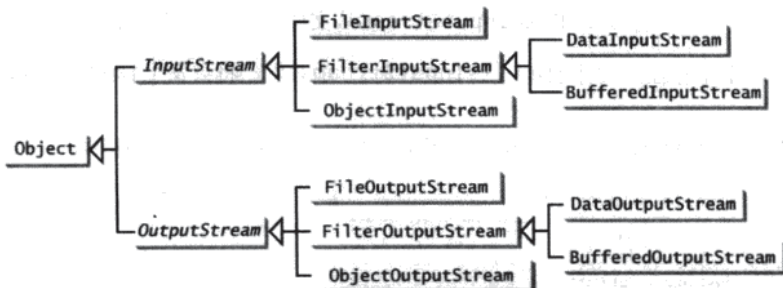 FileInputStream
InputStream
FilterInputStream
DataInputStream
BufferedInputStream
ObjectInputStream
Object
FileOutputStream
OutputStream
FilterOutputStream
DataOutputStream
BufferedOutputStream
ObjectOutputStream